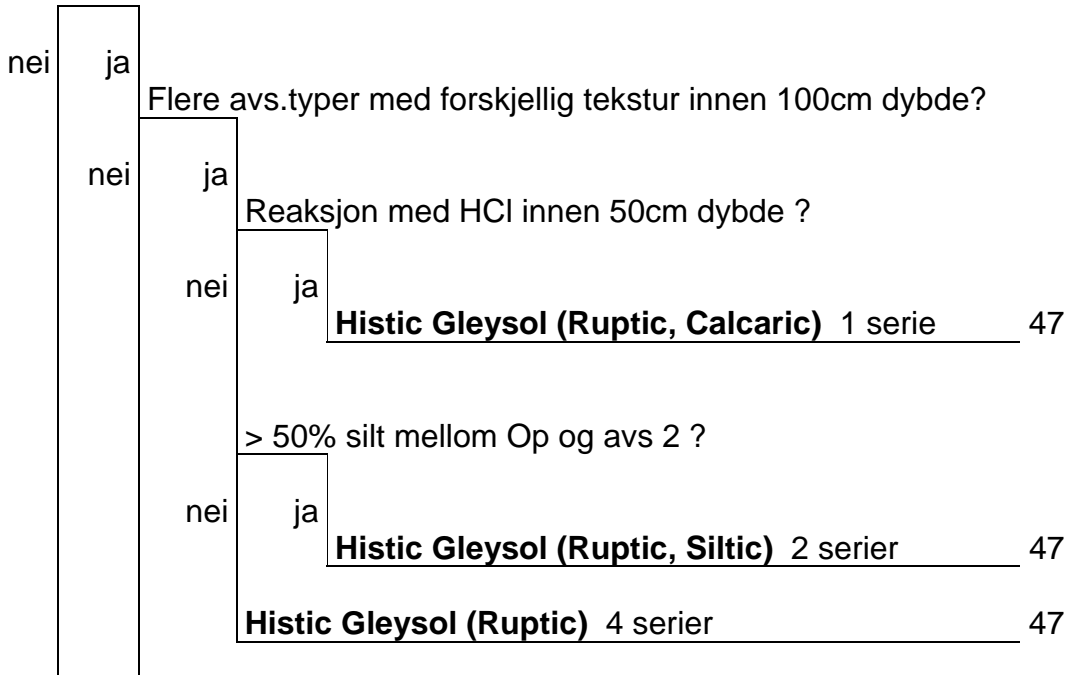 nei ja
Flere avs.typer med forskjellig tekstur innen 100cm dybde?
nei ja
Reaksjon med HCl innen 50cm dybde ?
nei ja
Histic Gleysol (Ruptic, Calcaric) 1 serie 47
> 50% silt mellom Op og avs 2 ?
nei ja
Histic Gleysol (Ruptic, Siltic) 2 serier 47
Histic Gleysol (Ruptic) 4 serier 47